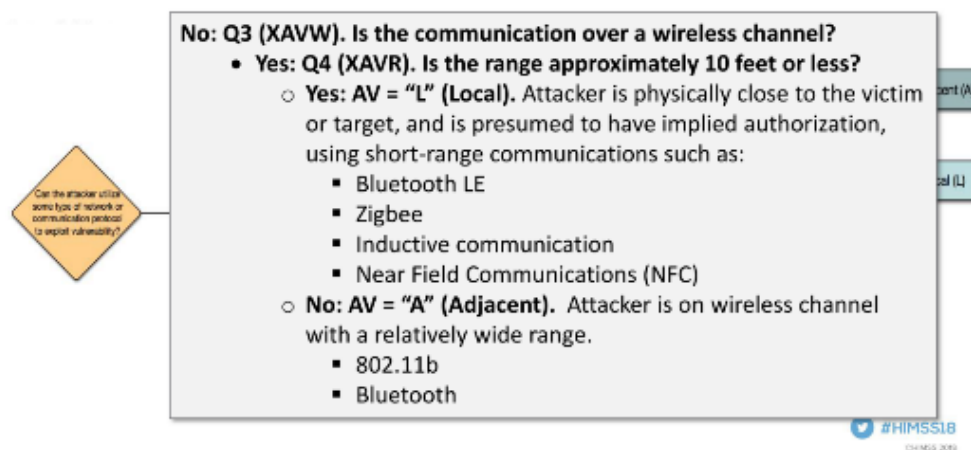 No: Q3 (XAVW). Is the communication over a wireless channel?
• Yes: Q4 (XAVR). Is the range approximately 10 feet or less?
○ Yes: AV = “L” (Local). Attacker is physically close to the victim
or target, and is presumed to have implied authorization,
using short-range communications such as:
▪ Bluetooth LE
▪ Zigbee
▪ Inductive communication
▪ Near Field Communications (NFC)
○ No: AV = “A” (Adjacent). Attacker is on wireless channel
with a relatively wide range.
▪ 802.11b
▪ Bluetooth
Can the attacker utilize
some type of network or
communication protocol
to exploit vulnerability?
cent (A
cal (L)
#HIMSS18